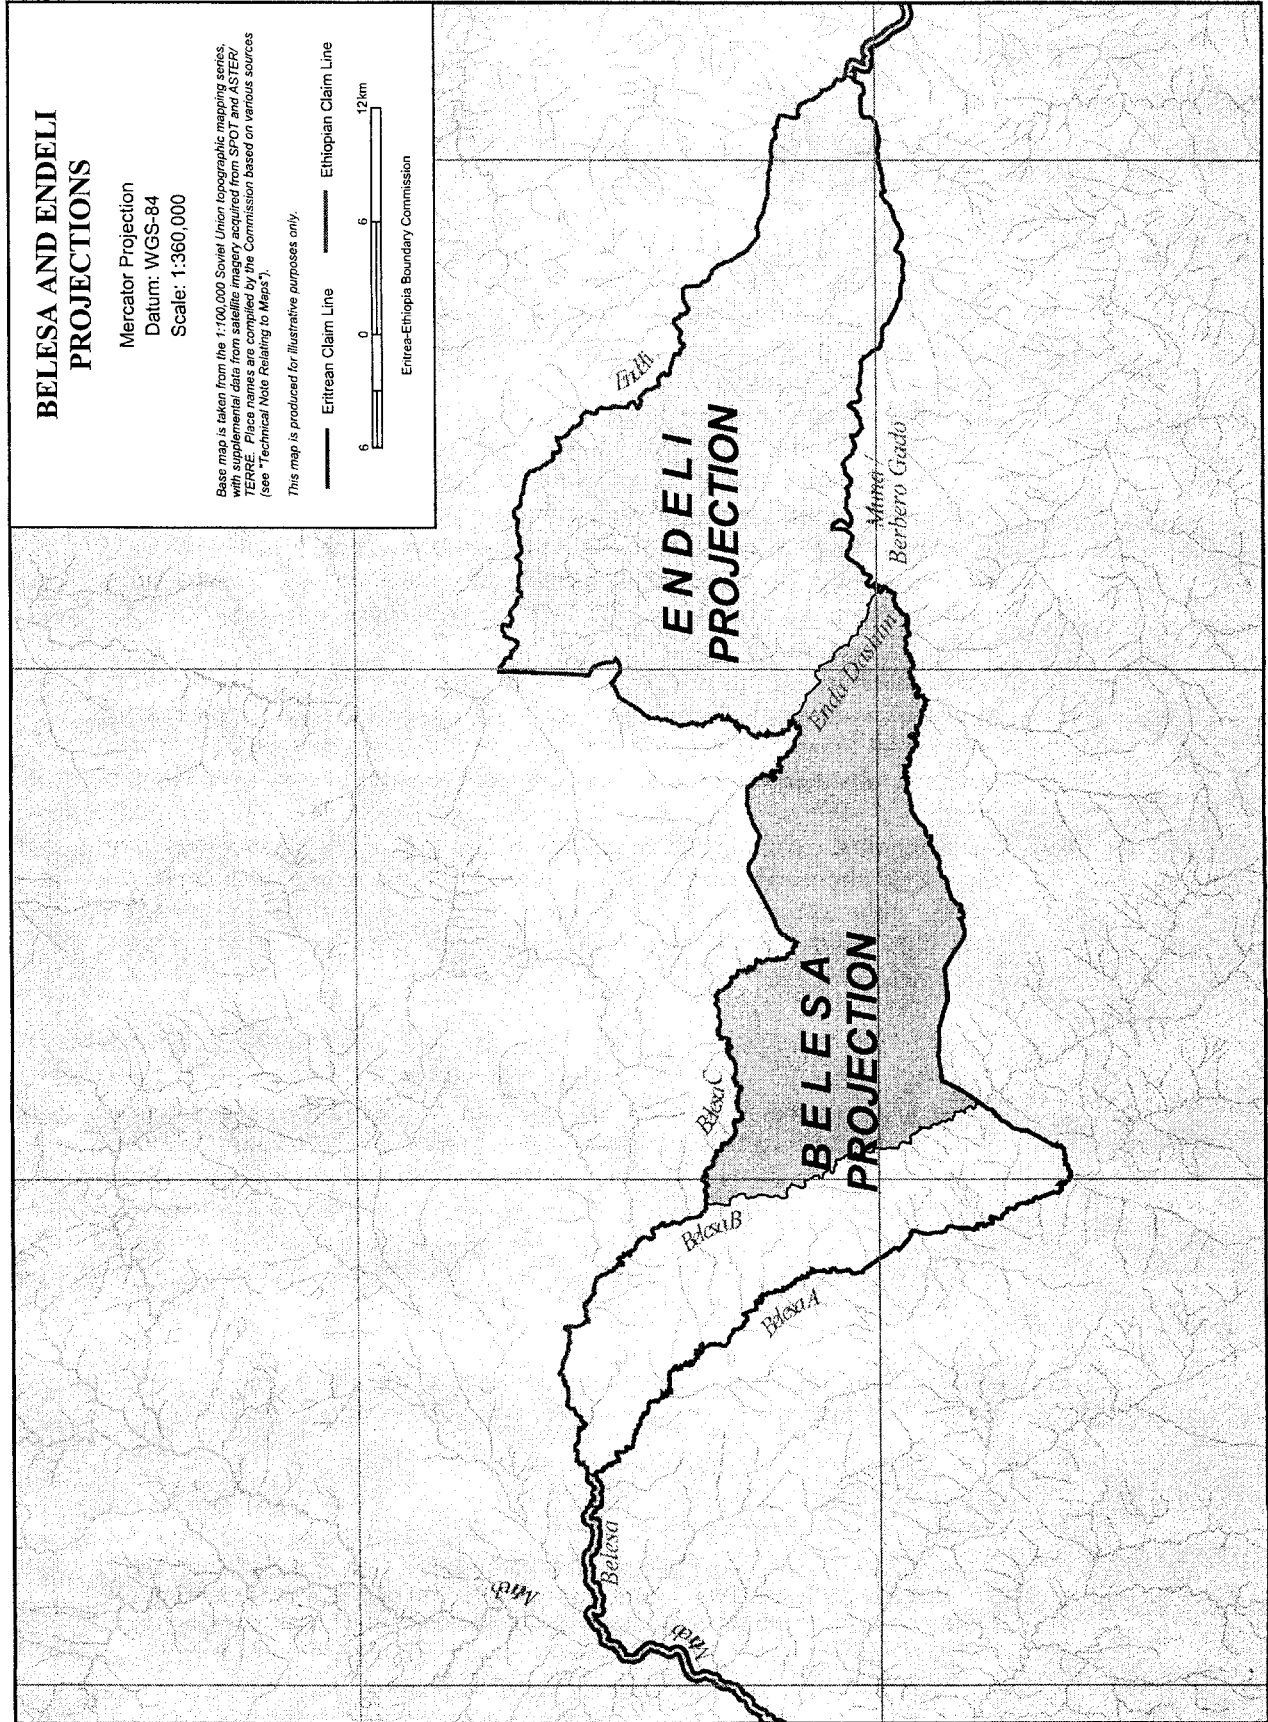 BELESA AND ENDELI
PROJECTIONS
Mercator Projection
Datum: WGS-84
Scale: 1:360,000
Base map is taken from the 1:100,000 Soviet Union topographic mapping series,
with supplemental data from satellite imagery acquired from SPOT and ASTER/
TERRE. Place names are compiled by the Commission based on various sources
(see "Technical Note Relating to Maps").
This map is produced for illustrative purposes only.
Eritrean Claim Line
Ethiopian Claim Line
6 0 6 12km
Eritrea-Ethiopia Boundary Commission
Mereb
Mereb
Belesa
Belesa A
Belesa B
Belesa C
BELESA
PROJECTION
Enda Dashim
ENDELI
PROJECTION
Endeli
Muna/
Berbero Gado